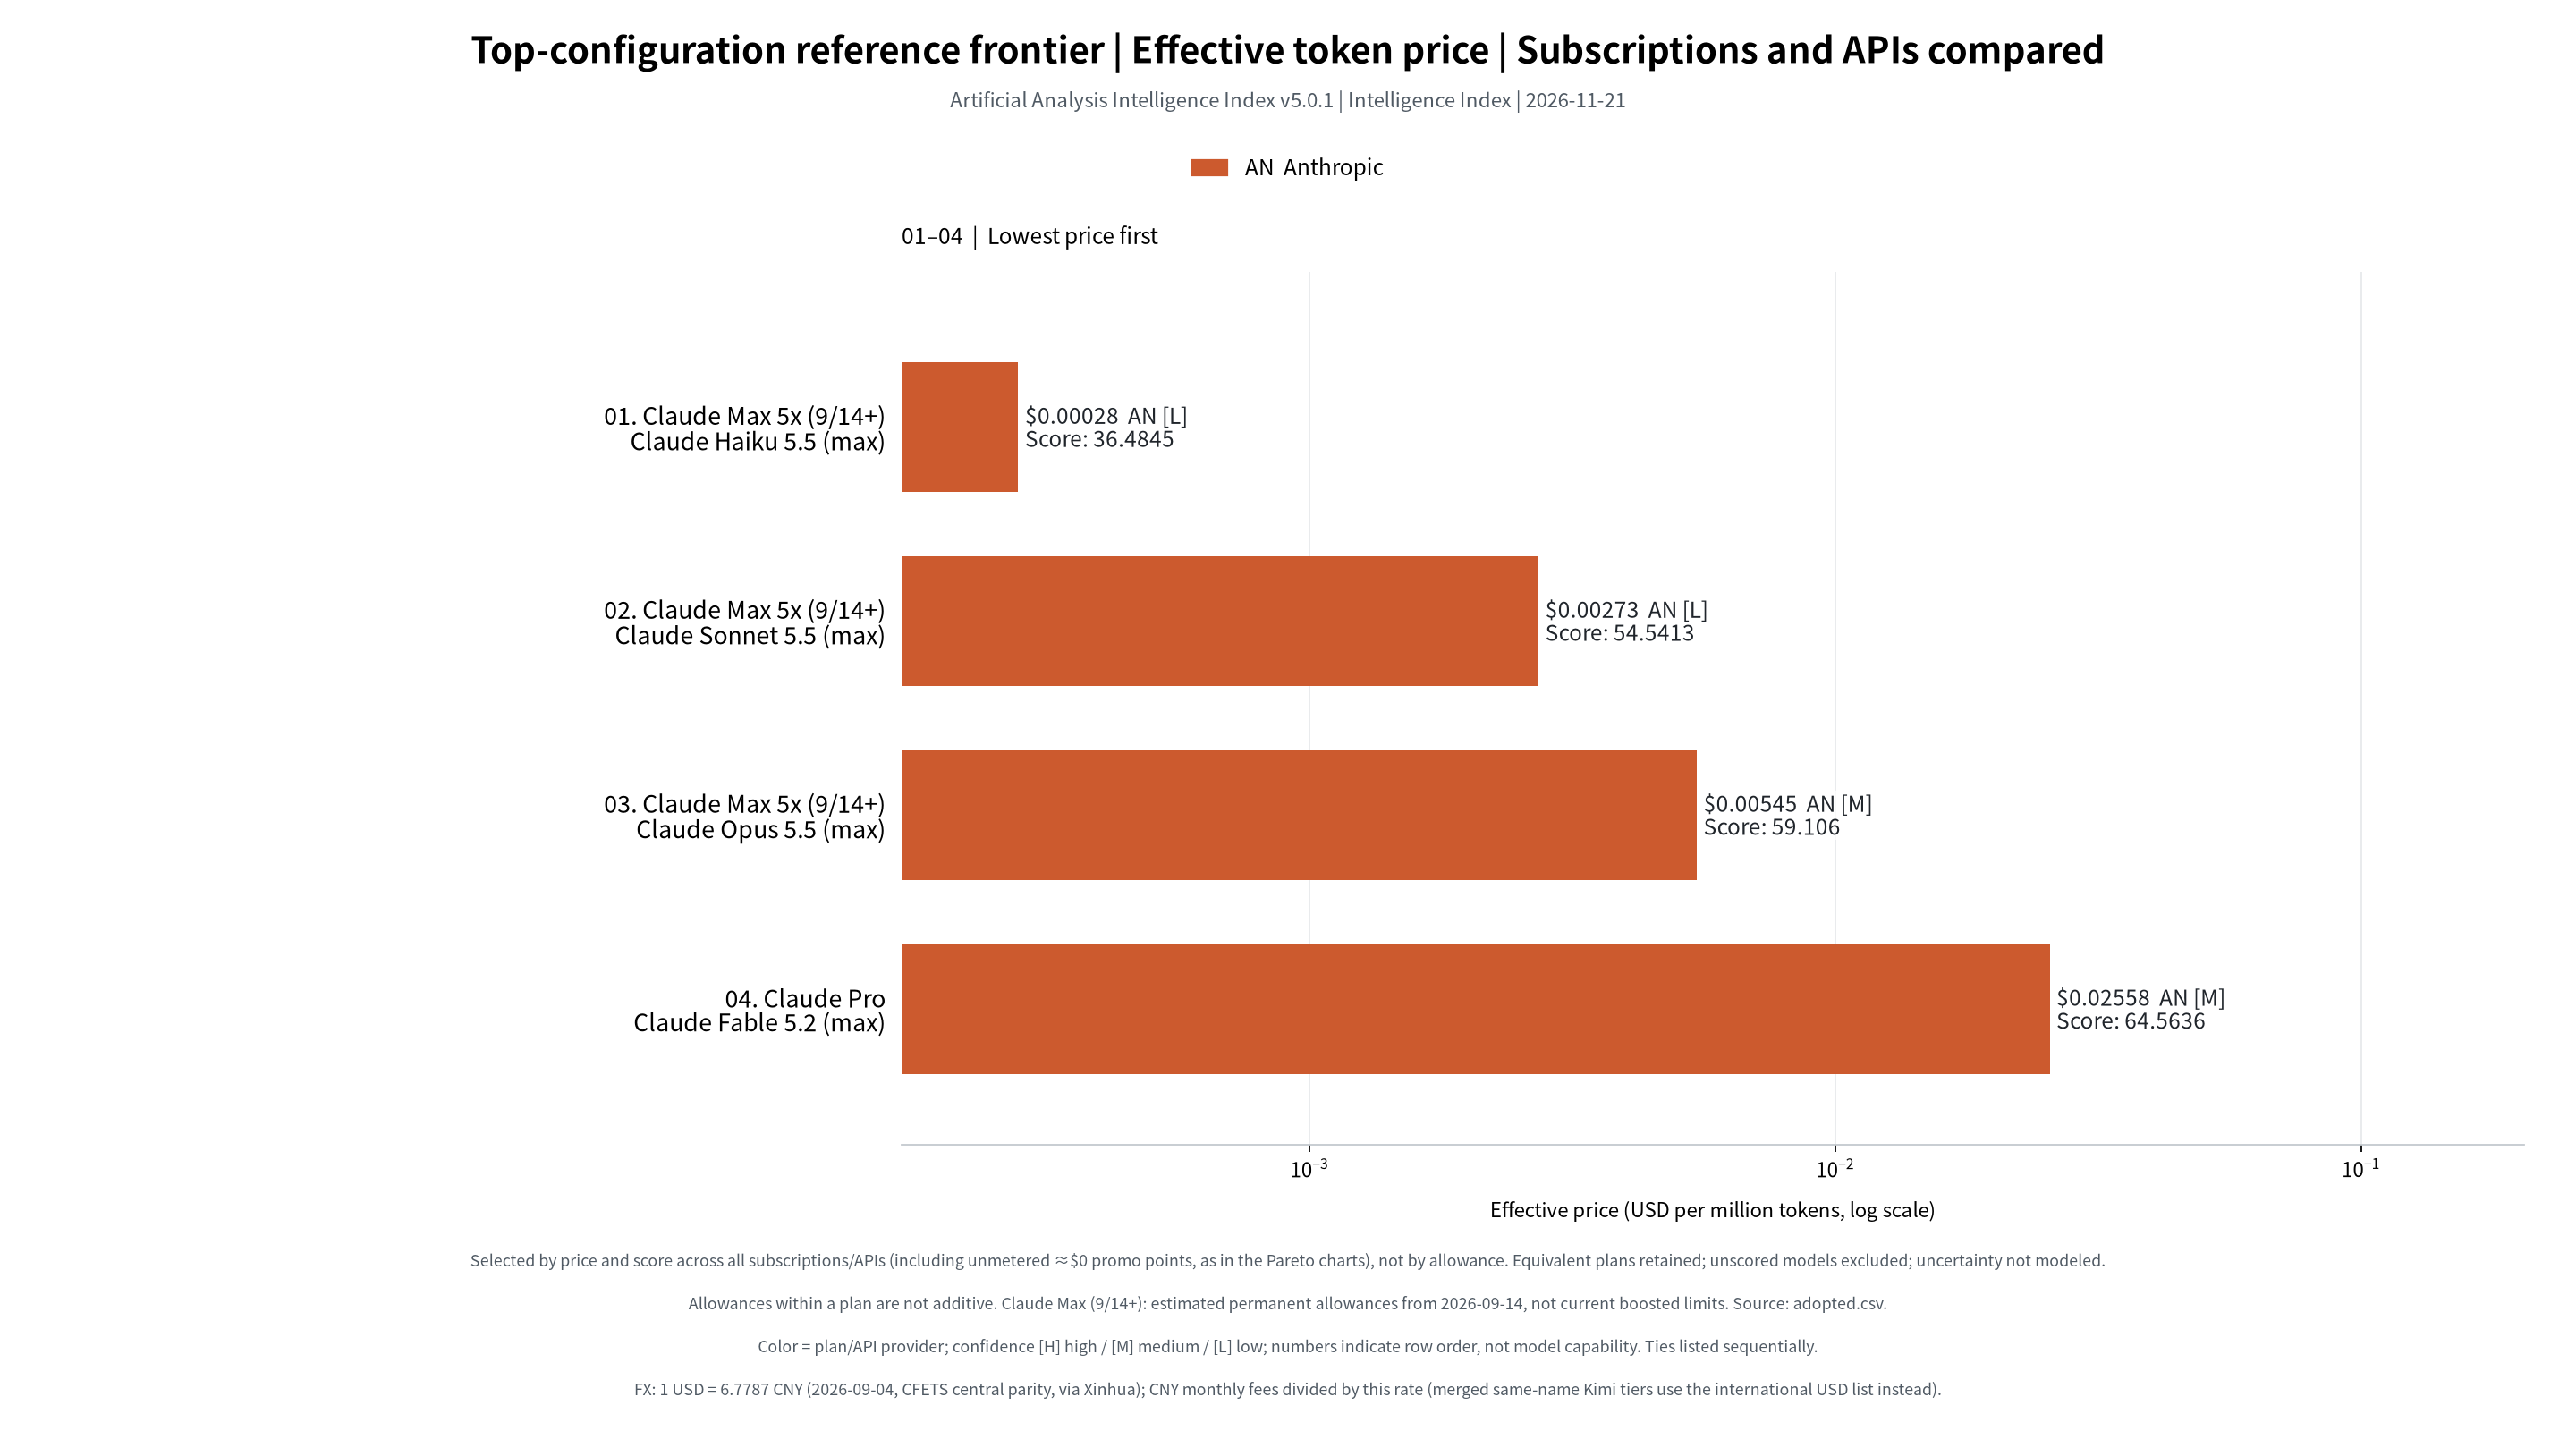 Top-configuration reference frontier | Effective token price | Subscriptions and APIs compared
Artificial Analysis Intelligence Index v5.0.1 | Intelligence Index | 2026-11-21
AN Anthropic
01–04 | Lowest price first
01. Claude Max 5x (9/14+)
Claude Haiku 5.5 (max)
$0.00028 AN [L]
Score: 36.4845
02. Claude Max 5x (9/14+)
Claude Sonnet 5.5 (max)
$0.00273 AN [L]
Score: 54.5413
03. Claude Max 5x (9/14+)
Claude Opus 5.5 (max)
$0.00545 AN [M]
Score: 59.106
04. Claude Pro
Claude Fable 5.2 (max)
$0.02558 AN [M]
Score: 64.5636
10⁻³ 10⁻² 10⁻¹
Effective price (USD per million tokens, log scale)
Selected by price and score across all subscriptions/APIs (including unmetered ≈$0 promo points, as in the Pareto charts), not by allowance. Equivalent plans retained; unscored models excluded; uncertainty not modeled.
Allowances within a plan are not additive. Claude Max (9/14+): estimated permanent allowances from 2026-09-14, not current boosted limits. Source: adopted.csv.
Color = plan/API provider; confidence [H] high / [M] medium / [L] low; numbers indicate row order, not model capability. Ties listed sequentially.
FX: 1 USD = 6.7787 CNY (2026-09-04, CFETS central parity, via Xinhua); CNY monthly fees divided by this rate (merged same-name Kimi tiers use the international USD list instead).